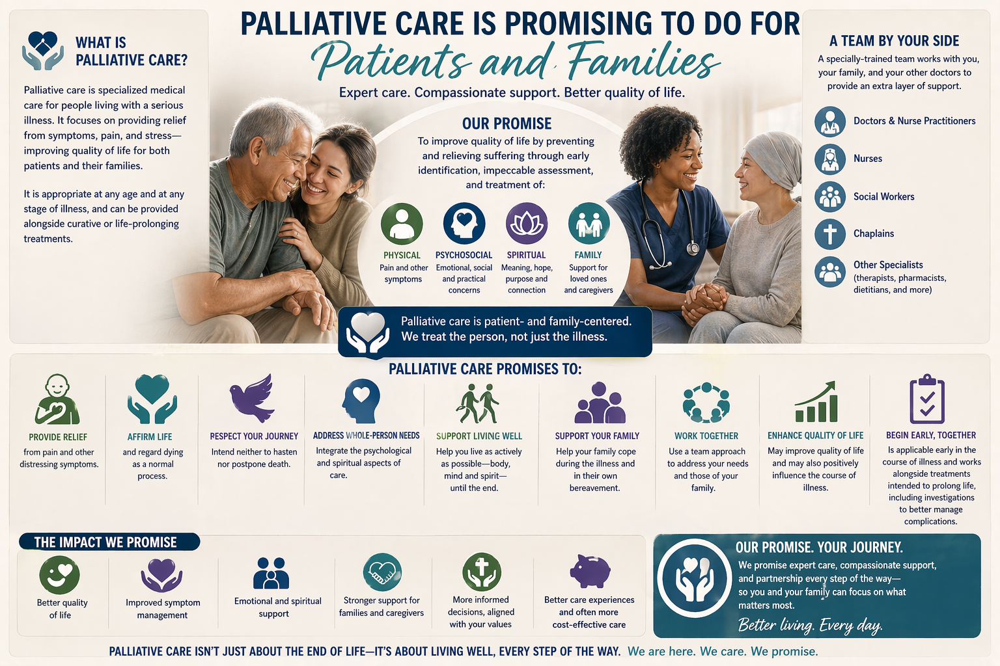 PALLIATIVE CARE IS PROMISING TO DO FOR
Patients and Families
Expert care. Compassionate support. Better quality of life.
WHAT IS
PALLIATIVE CARE?
Palliative care is specialized medical
care for people living with a serious
illness. It focuses on providing relief
from symptoms, pain, and stress—
improving quality of life for both
patients and their families.
It is appropriate at any age and at any
stage of illness, and can be provided
alongside curative or life-prolonging
treatments.
OUR PROMISE
To improve quality of life by preventing
and relieving suffering through early
identification, impeccable assessment,
and treatment of:
PHYSICAL
Pain and other
symptoms
PSYCHOSOCIAL
Emotional, social
and practical
concerns
SPIRITUAL
Meaning, hope,
purpose and
connection
FAMILY
Support for
loved ones
and caregivers
Palliative care is patient- and family-centered.
We treat the person, not just the illness.
A TEAM BY YOUR SIDE
A specially-trained team works with you,
your family, and your other doctors to
provide an extra layer of support.
Doctors & Nurse Practitioners
Nurses
Social Workers
Chaplains
Other Specialists
(therapists, pharmacists,
dietitians, and more)
PALLIATIVE CARE PROMISES TO:
PROVIDE RELIEF
from pain and other
distressing symptoms.
AFFIRM LIFE
and regard dying
as a normal
process.
RESPECT YOUR JOURNEY
Intend neither to hasten
nor postpone death.
ADDRESS WHOLE-PERSON NEEDS
Integrate the psychological
and spiritual aspects of
care.
SUPPORT LIVING WELL
Help you live as actively
as possible—body,
mind and spirit—
until the end.
SUPPORT YOUR FAMILY
Help your family cope
during the illness and
in their own
bereavement.
WORK TOGETHER
Use a team approach
to address your needs
and those of your
family.
ENHANCE QUALITY OF LIFE
May improve quality of life
and may also positively
influence the course of
illness.
BEGIN EARLY, TOGETHER
Is applicable early in the
course of illness and works
alongside treatments
intended to prolong life,
including investigations
to better manage
complications.
THE IMPACT WE PROMISE
Better quality
of life
Improved symptom
management
Emotional and spiritual
support
Stronger support for
families and caregivers
More informed
decisions, aligned
with your values
Better care experiences
and often more
cost-effective care
OUR PROMISE. YOUR JOURNEY.
We promise expert care, compassionate support,
and partnership every step of the way—
so you and your family can focus on what
matters most.
Better living. Every day.
PALLIATIVE CARE ISN'T JUST ABOUT THE END OF LIFE—IT'S ABOUT LIVING WELL, EVERY STEP OF THE WAY. We are here. We care. We promise.